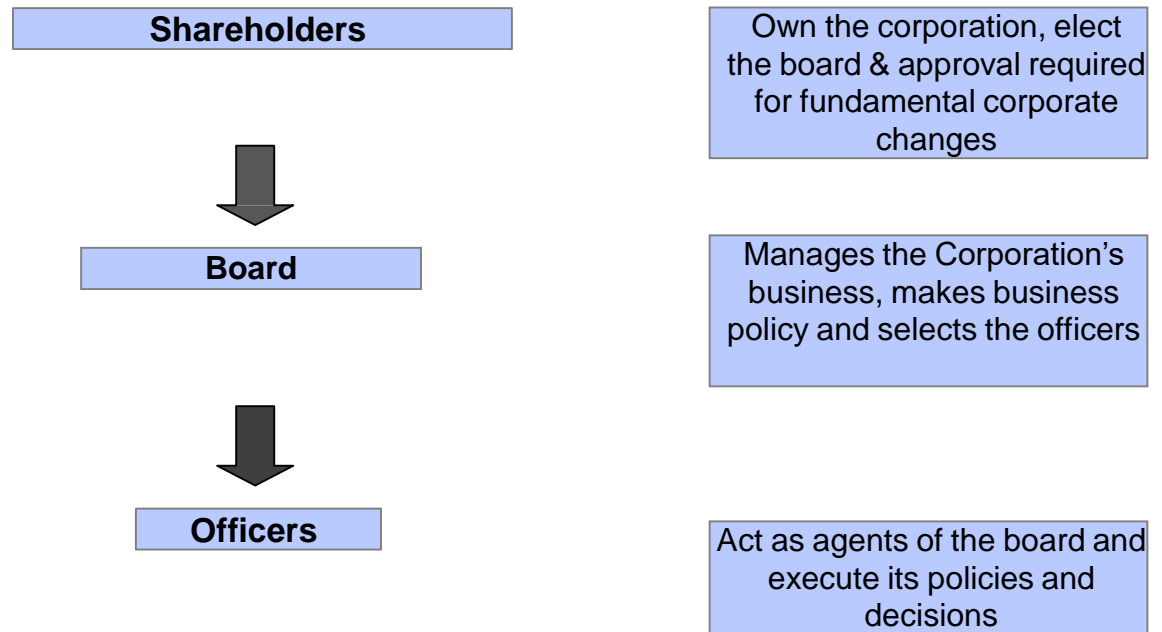 Shareholders
Own the corporation, elect
the board & approval required
for fundamental corporate
changes
Board
Manages the Corporation’s
business, makes business
policy and selects the officers
Officers
Act as agents of the board and
execute its policies and
decisions